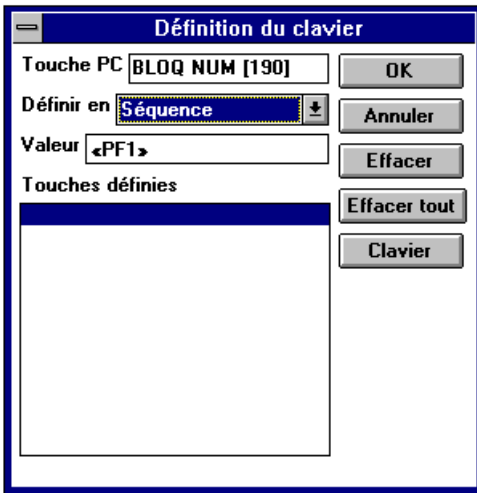 Définition du clavier
Touche PC BLOQ NUM [190]
OK
Définir en Séquence
Annuler
Valeur «PF1»
Effacer
Touches définies
Effacer tout
Clavier